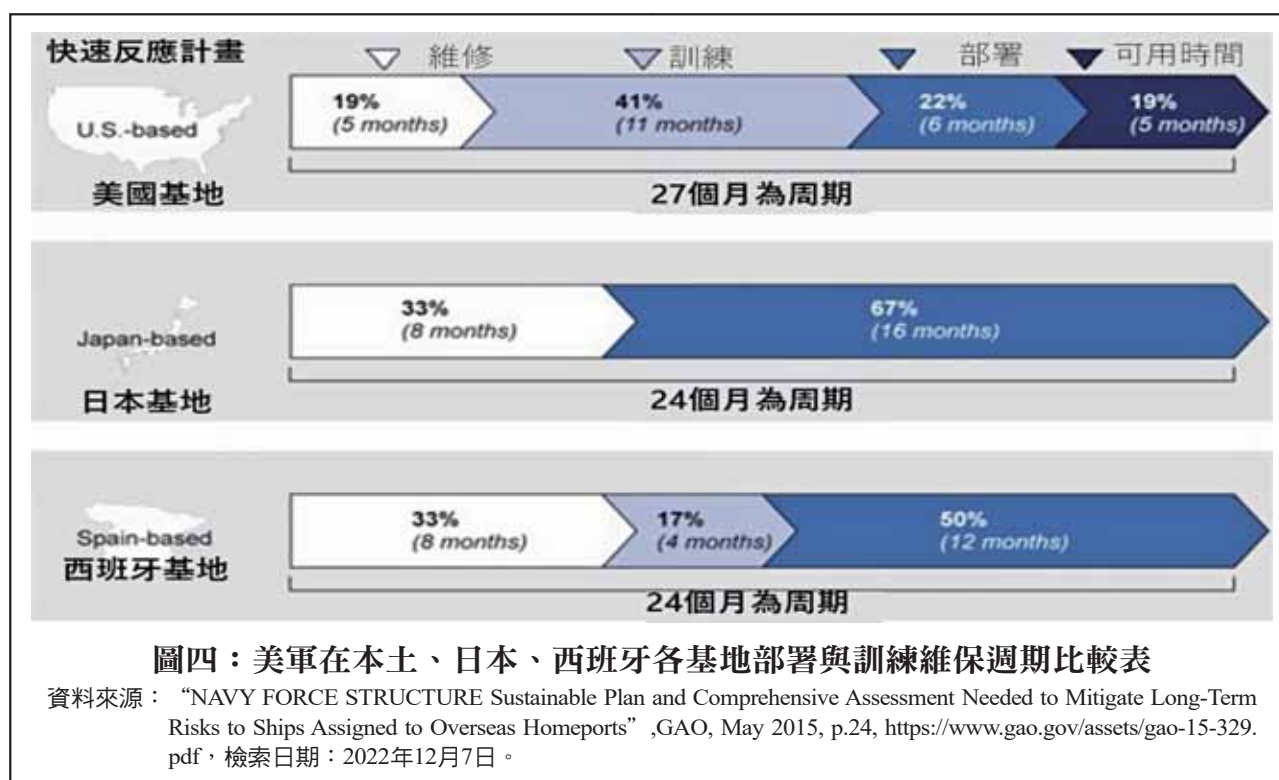 快速反應計畫
維修 訓練 部署 可用時間
19% 41% 22% 19%
(5 months) (11 months) (6 months) (5 months)
U.S.-based
美國基地
27個月為周期
33% 67%
(8 months) (16 months)
Japan-based
日本基地
24個月為周期
33% 17% 50%
(8 months) (4 months) (12 months)
Spain-based
西班牙基地
24個月為周期
圖四：美軍在本土、日本、西班牙各基地部署與訓練維保週期比較表
資料來源： “NAVY FORCE STRUCTURE Sustainable Plan and Comprehensive Assessment Needed to Mitigate Long-Term
Risks to Ships Assigned to Overseas Homeports” ,GAO, May 2015, p.24, https://www.gao.gov/assets/gao-15-329.
pdf，檢索日期：2022年12月7日。